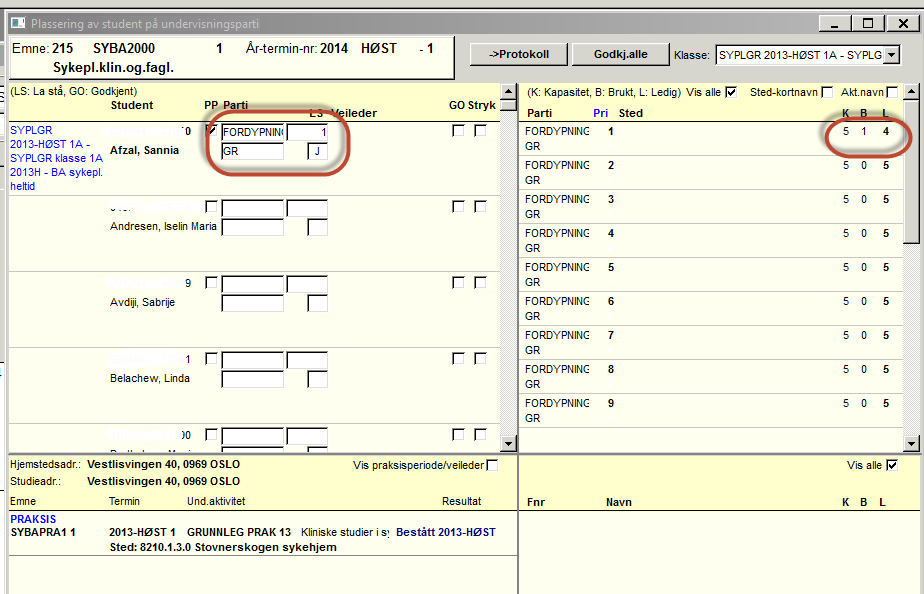 Plassering av student på undervisningsparti
Emne: 215 SYBA2000 1 År-termin-nr: 2014 HØST - 1
Sykepl.klin.og.fagl.
->Protokoll Godkj.alle Klasse: SYPLGR 2013-HØST 1A - SYPLG
(LS: La stå, GO: Godkjent)
Student PP Parti LS Veileder GO Stryk
SYPLGR
2013-HØST 1A -
SYPLGR klasse 1A
2013H - BA sykepl.
heltid
0 FORDYPNING 1
Afzal, Sannia GR J
Andresen, Iselin Maria
9
Avdiji, Sabrije
1
Belachew, Linda
00
(K: Kapasitet, B: Brukt, L: Ledig) Vis alle Sted-kortnavn Akt.navn
Parti Pri Sted K B L
FORDYPNING 1 5 1 4
GR
FORDYPNING 2 5 0 5
GR
FORDYPNING 3 5 0 5
GR
FORDYPNING 4 5 0 5
GR
FORDYPNING 5 5 0 5
GR
FORDYPNING 6 5 0 5
GR
FORDYPNING 7 5 0 5
GR
FORDYPNING 8 5 0 5
GR
FORDYPNING 9 5 0 5
GR
Hjemstedsadr.: Vestlisvingen 40, 0969 OSLO Vis praksisperiode/veileder
Studieadr.: Vestlisvingen 40, 0969 OSLO
Emne Termin Und.aktivitet Resultat
PRAKSIS
SYBAPRA1 1 2013-HØST 1 GRUNNLEG PRAK 13 Kliniske studier i sy Bestått 2013-HØST
Sted: 8210.1.3.0 Stovnerskogen sykehjem
Vis alle
Fnr Navn K B L